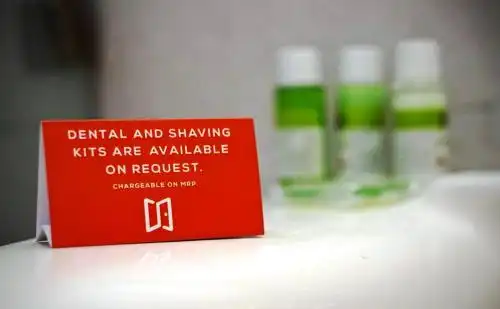 DENTAL AND SHAVING
KITS ARE AVAILABLE
ON REQUEST.
CHARGEABLE ON MRP.